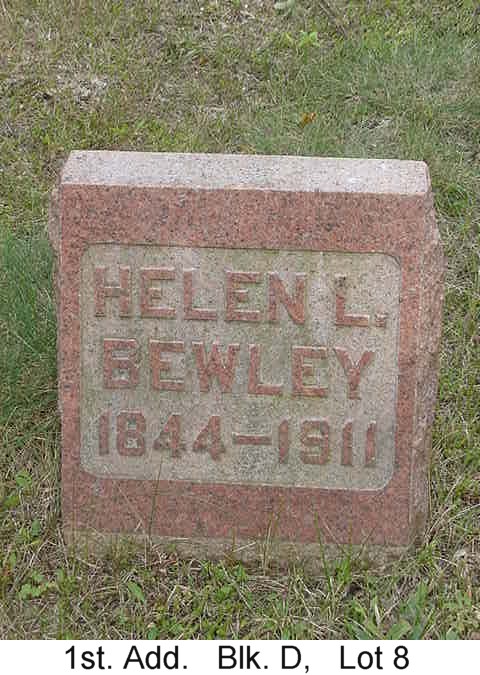 HELEN L.
BEWLEY
1844–1911
1st. Add. Blk. D, Lot 8